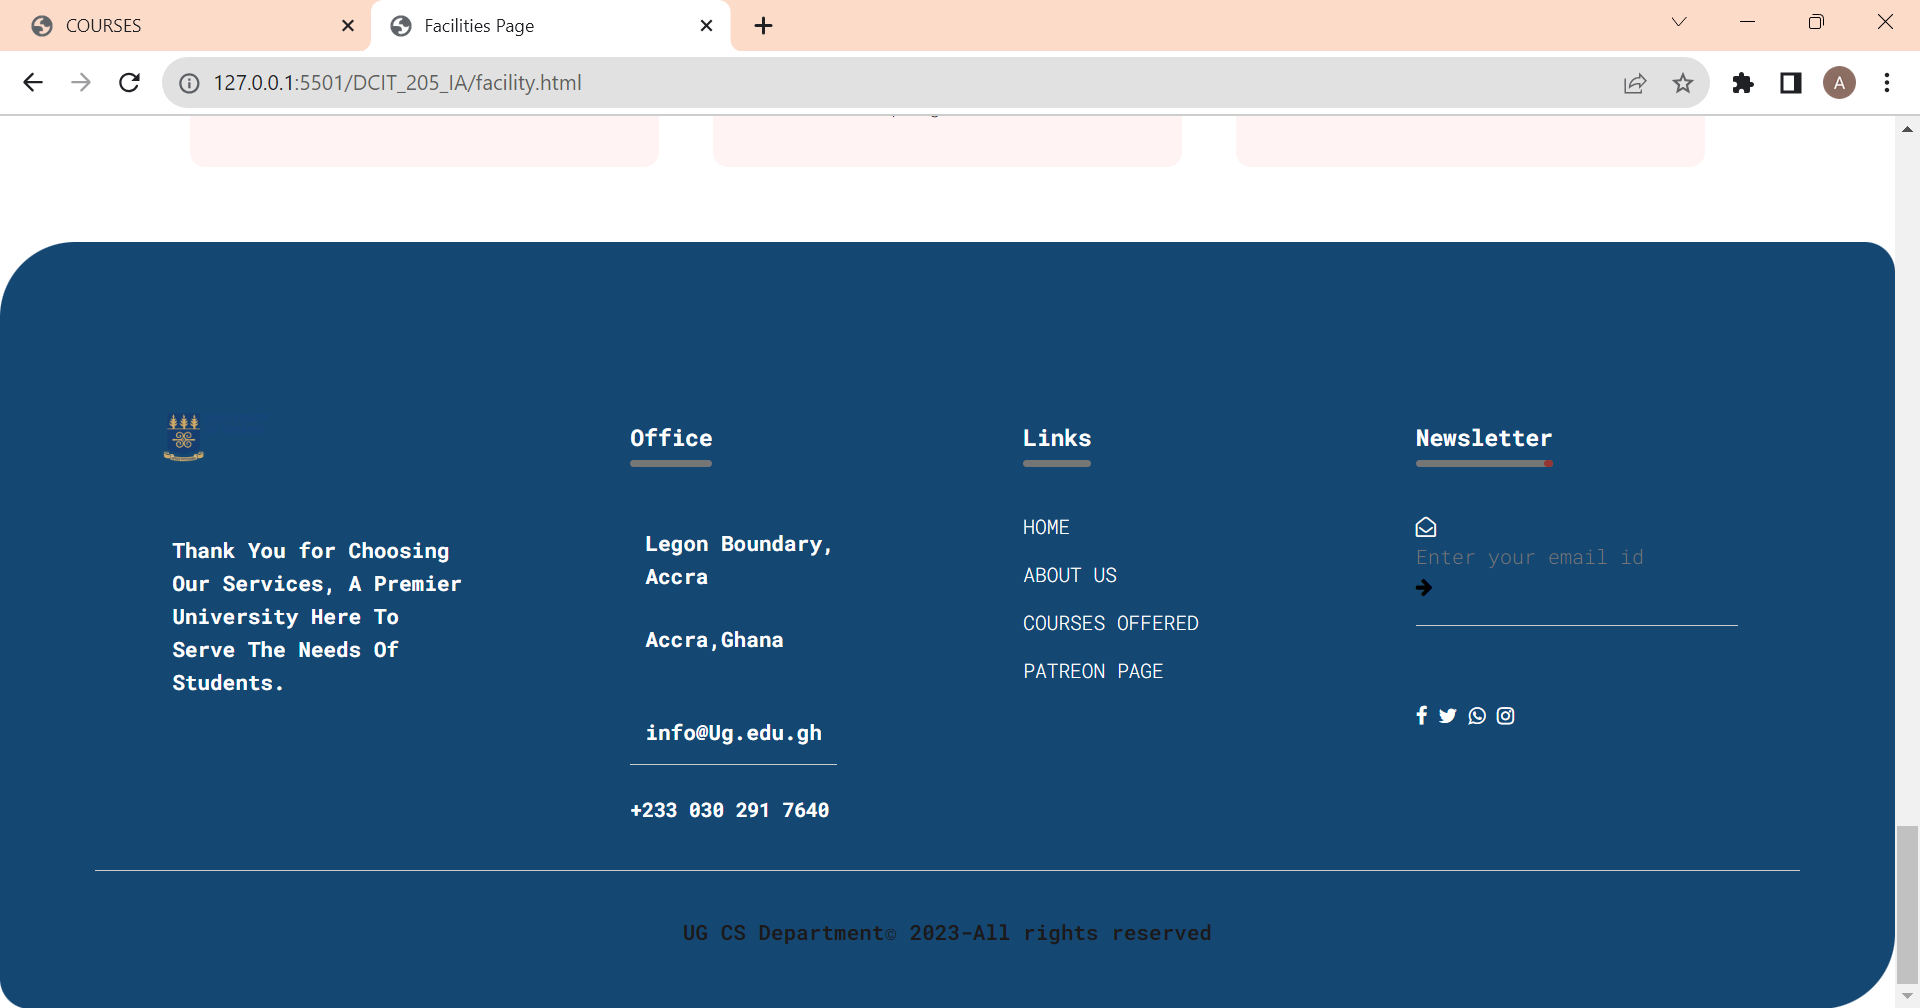 COURSES
Facilities Page
127.0.0.1:5501/DCIT_205_IA/facility.html
A
Office
Links
Newsletter
Thank You for Choosing
Our Services, A Premier
University Here To
Serve The Needs Of
Students.
Legon Boundary,
Accra
Accra,Ghana
info@Ug.edu.gh
+233 030 291 7640
HOME
ABOUT US
COURSES OFFERED
PATREON PAGE
Enter your email id
UG CS Department© 2023-All rights reserved